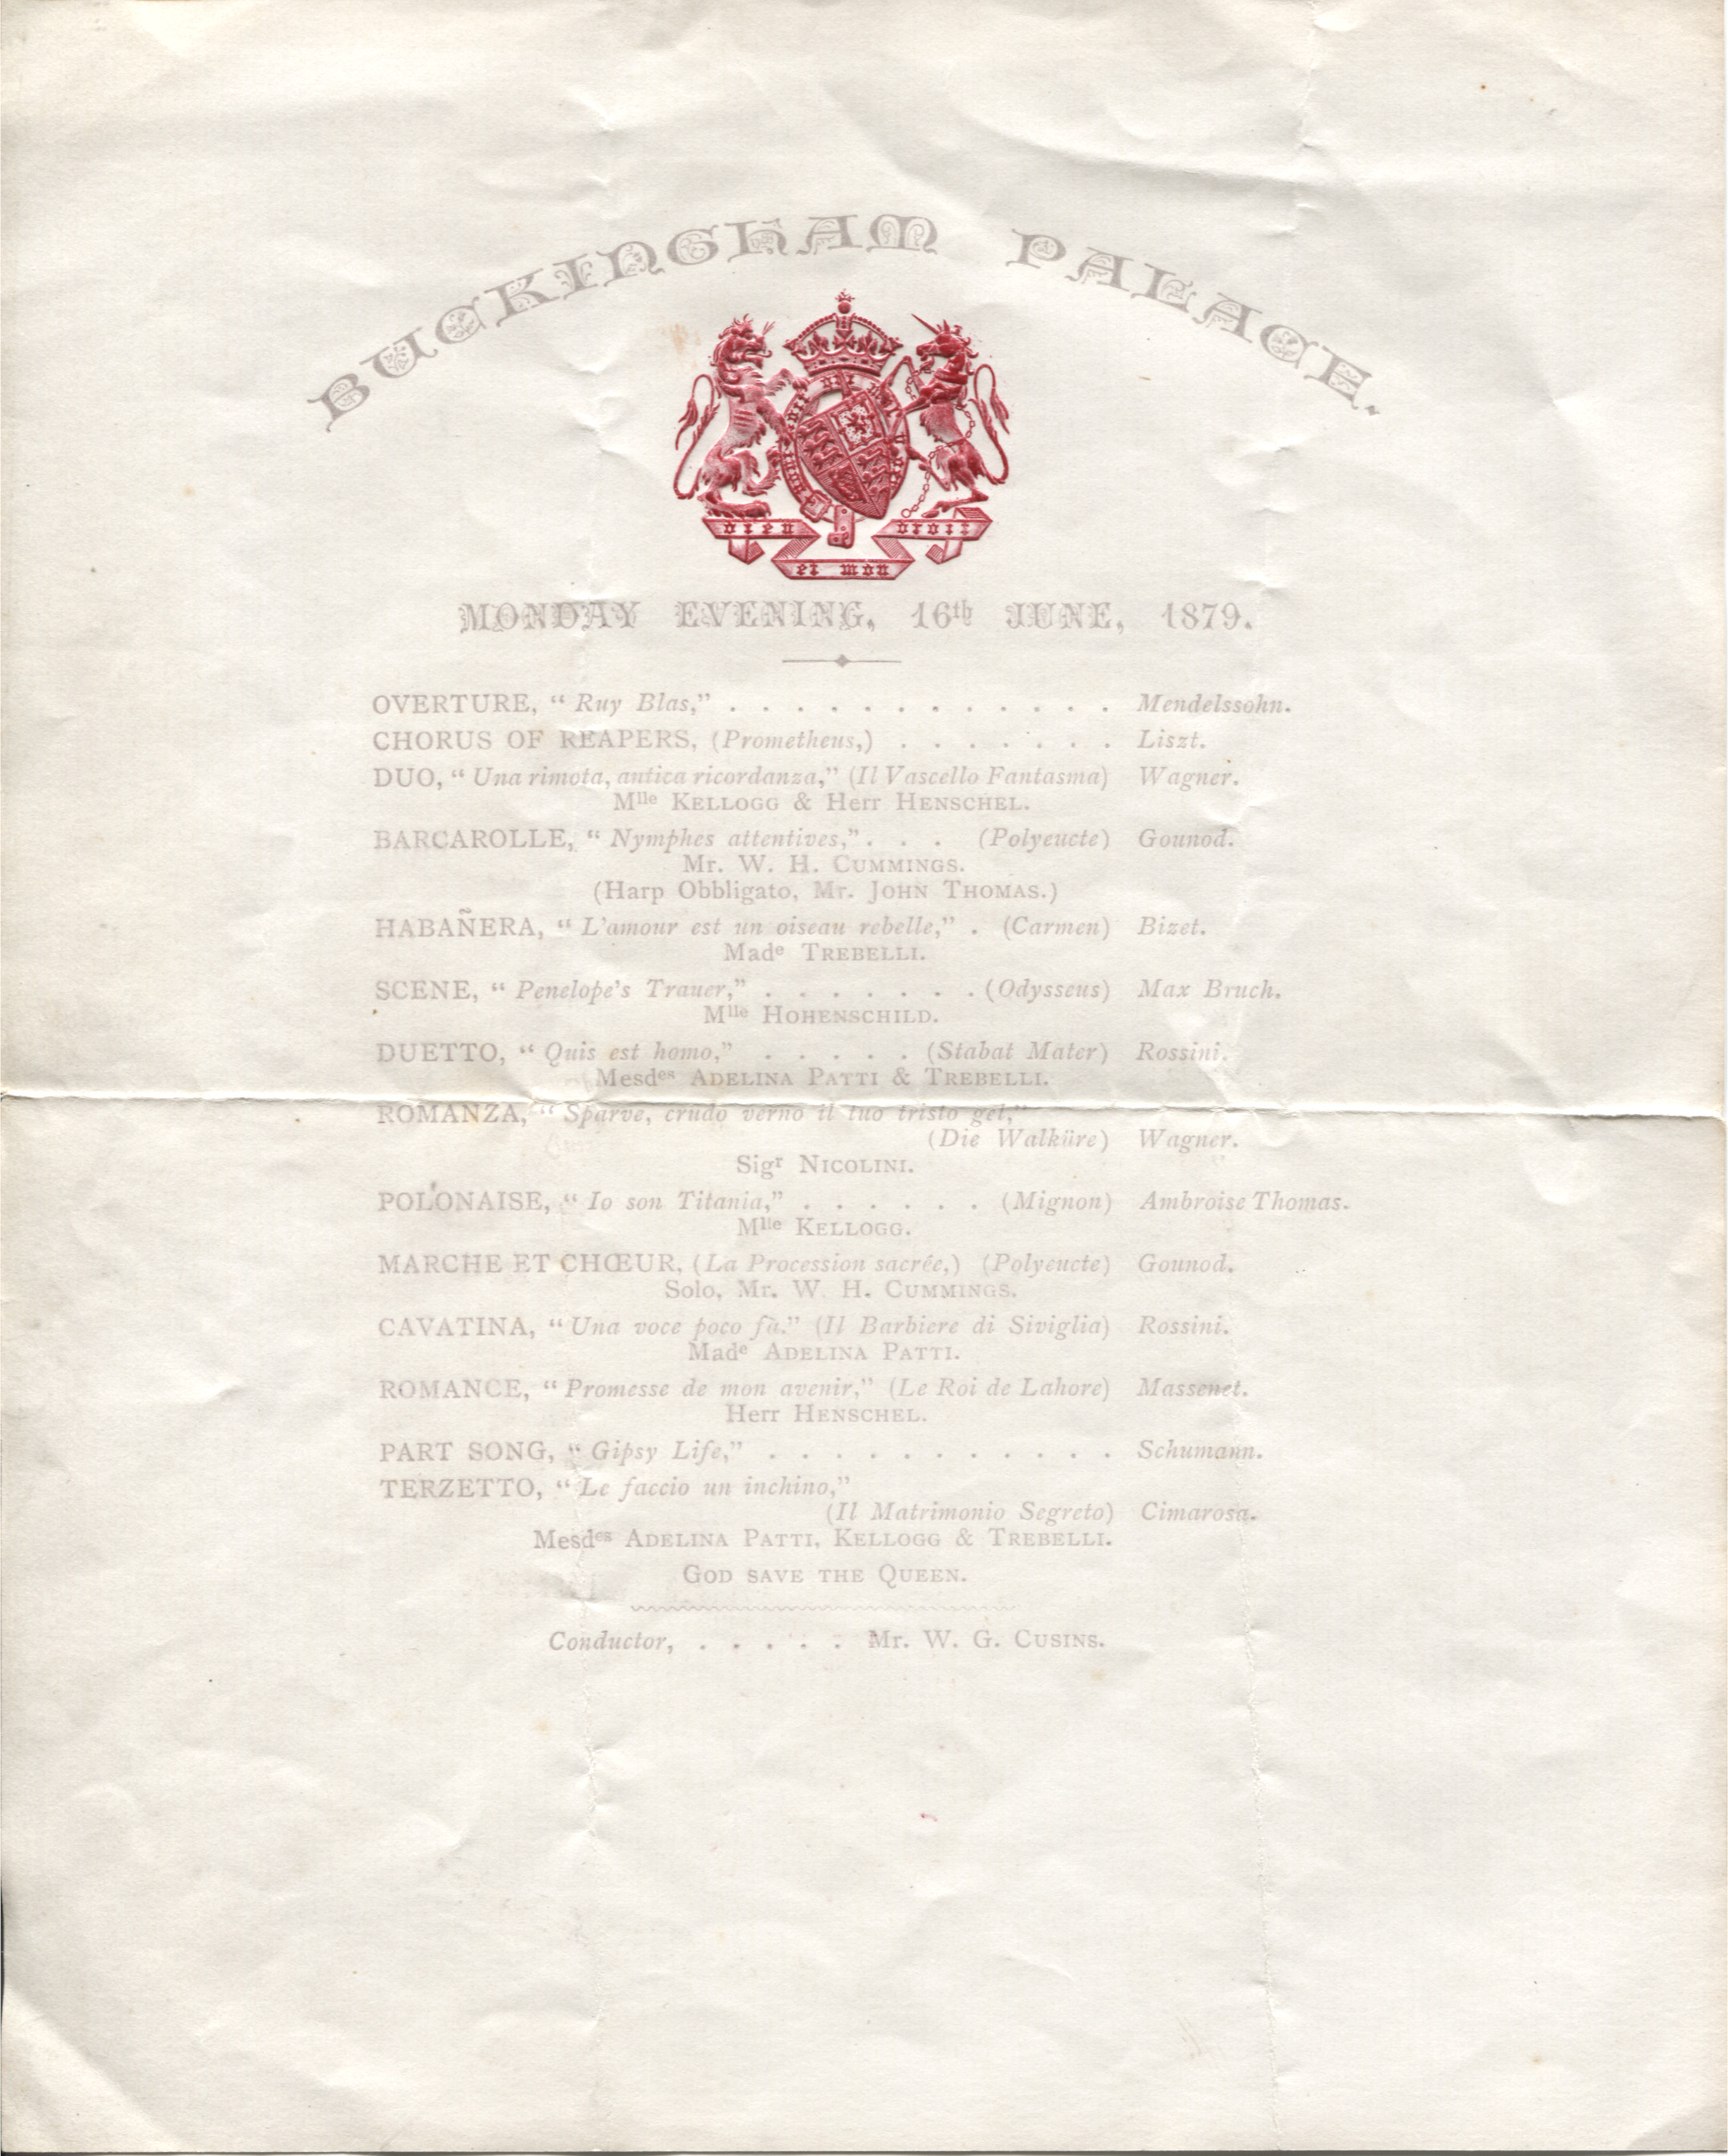 BUCKINGHAM PALACE.
DIEU ET MON DROIT
MONDAY EVENING, 16th JUNE, 1879.
OVERTURE, “Ruy Blas,” . . . . . . . . . . . . Mendelssohn.
CHORUS OF REAPERS, (Prometheus,) . . . . . . . Liszt.
DUO, “Una rimota, antica ricordanza,” (Il Vascello Fantasma) Wagner.
Mlle KELLOGG & Herr HENSCHEL.
BARCAROLLE, “Nymphes attentives,” . . . (Polyeucte) Gounod.
Mr. W. H. CUMMINGS.
(Harp Obbligato, Mr. JOHN THOMAS.)
HABAÑERA, “L'amour est un oiseau rebelle,” . (Carmen) Bizet.
Made TREBELLI.
SCENE, “Penelope's Trauer,” . . . . . . . (Odysseus) Max Bruch.
Mlle HOHENSCHILD.
DUETTO, “Quis est homo,” . . . . . (Stabat Mater) Rossini.
Mesdes ADELINA PATTI & TREBELLI.
ROMANZA, “Sparve, crudo verno il tuo tristo gel,”
(Die Walküre) Wagner.
Sigr NICOLINI.
POLONAISE, “Io son Titania,” . . . . . . (Mignon) Ambroise Thomas.
Mlle KELLOGG.
MARCHE ET CHŒUR, (La Procession sacrée,) (Polyeucte) Gounod.
Solo, Mr. W. H. CUMMINGS.
CAVATINA, “Una voce poco fà.” (Il Barbiere di Siviglia) Rossini.
Made ADELINA PATTI.
ROMANCE, “Promesse de mon avenir,” (Le Roi de Lahore) Massenet.
Herr HENSCHEL.
PART SONG, “Gipsy Life,” . . . . . . . . . . . Schumann.
TERZETTO, “Le faccio un inchino,”
(Il Matrimonio Segreto) Cimarosa.
Mesdes ADELINA PATTI, KELLOGG & TREBELLI.
GOD SAVE THE QUEEN.
Conductor, . . . . . Mr. W. G. CUSINS.